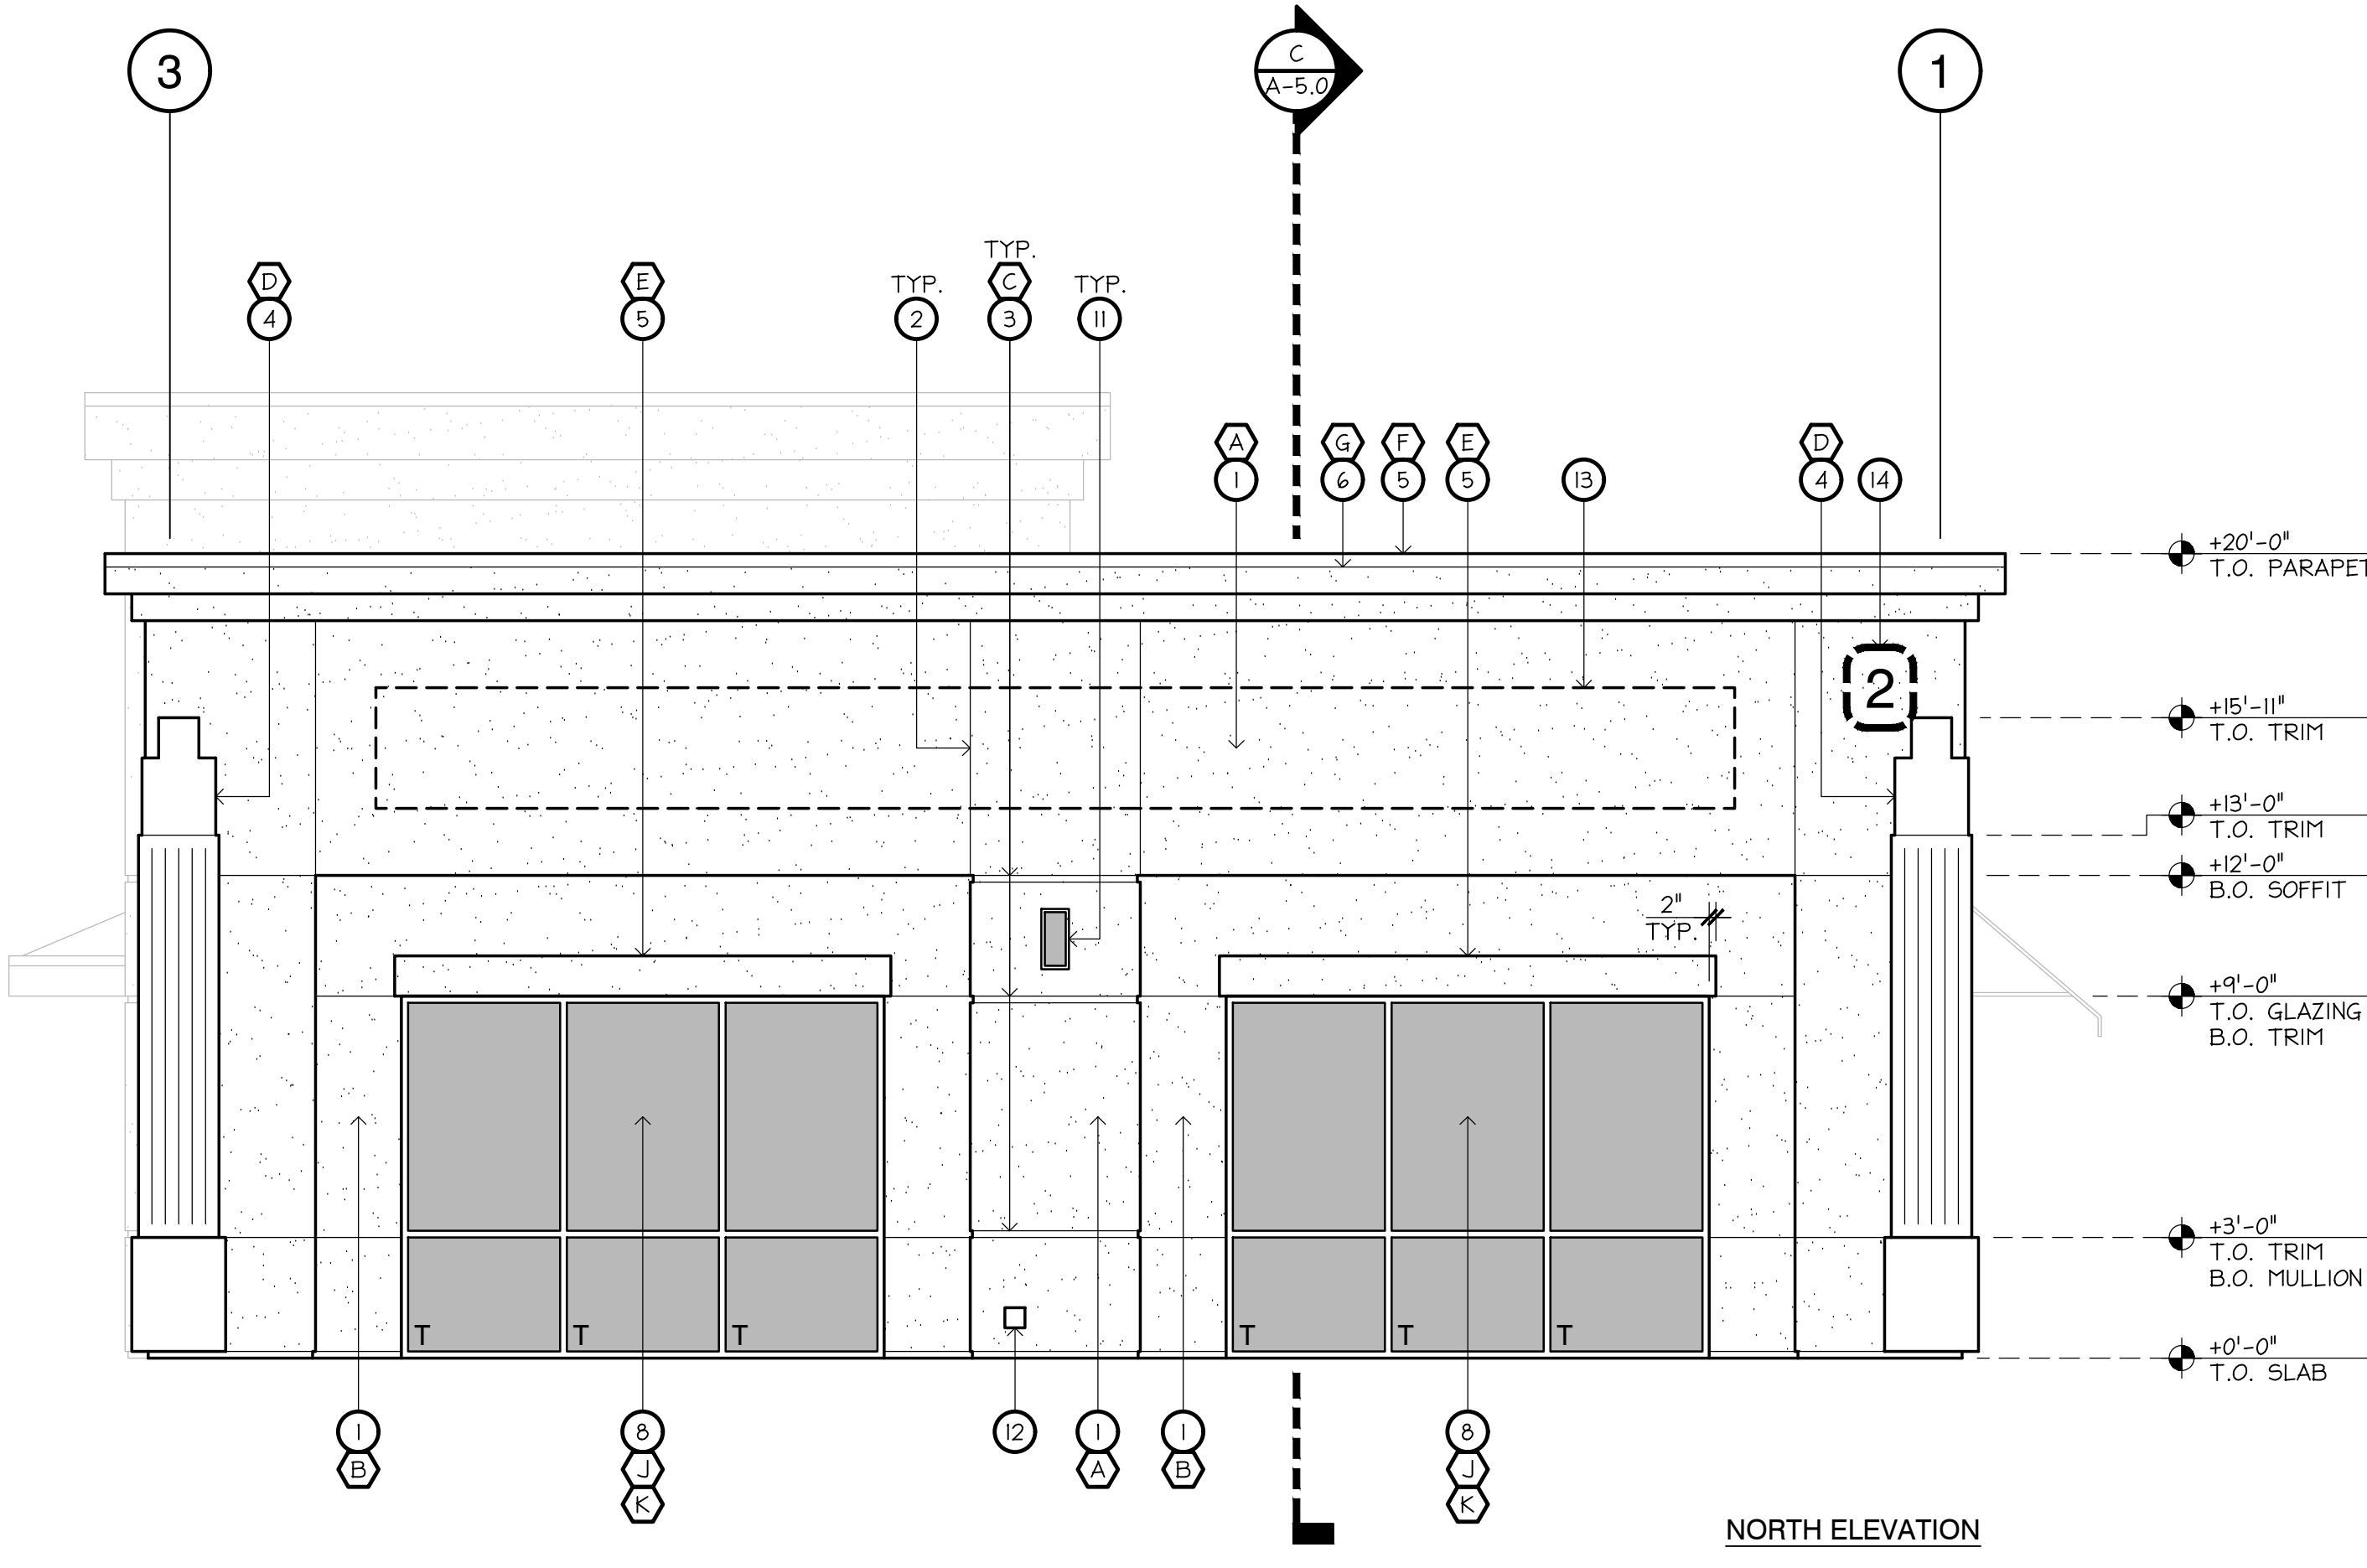 3
C
A-5.0
1
TYP.
D
E
TYP.
C
TYP.
4
5
2
3
11
A
G
F
E
D
1
6
5
5
13
4
14
+20'-0"
T.O. PARAPET
2
+15'-11"
T.O. TRIM
+13'-0"
T.O. TRIM
+12'-0"
B.O. SOFFIT
2"
TYP.
+9'-0"
T.O. GLAZING
B.O. TRIM
+3'-0"
T.O. TRIM
B.O. MULLION
T T T T T T
+0'-0"
T.O. SLAB
1
8
12
1
1
8
B
J
A
B
J
K
K
NORTH ELEVATION